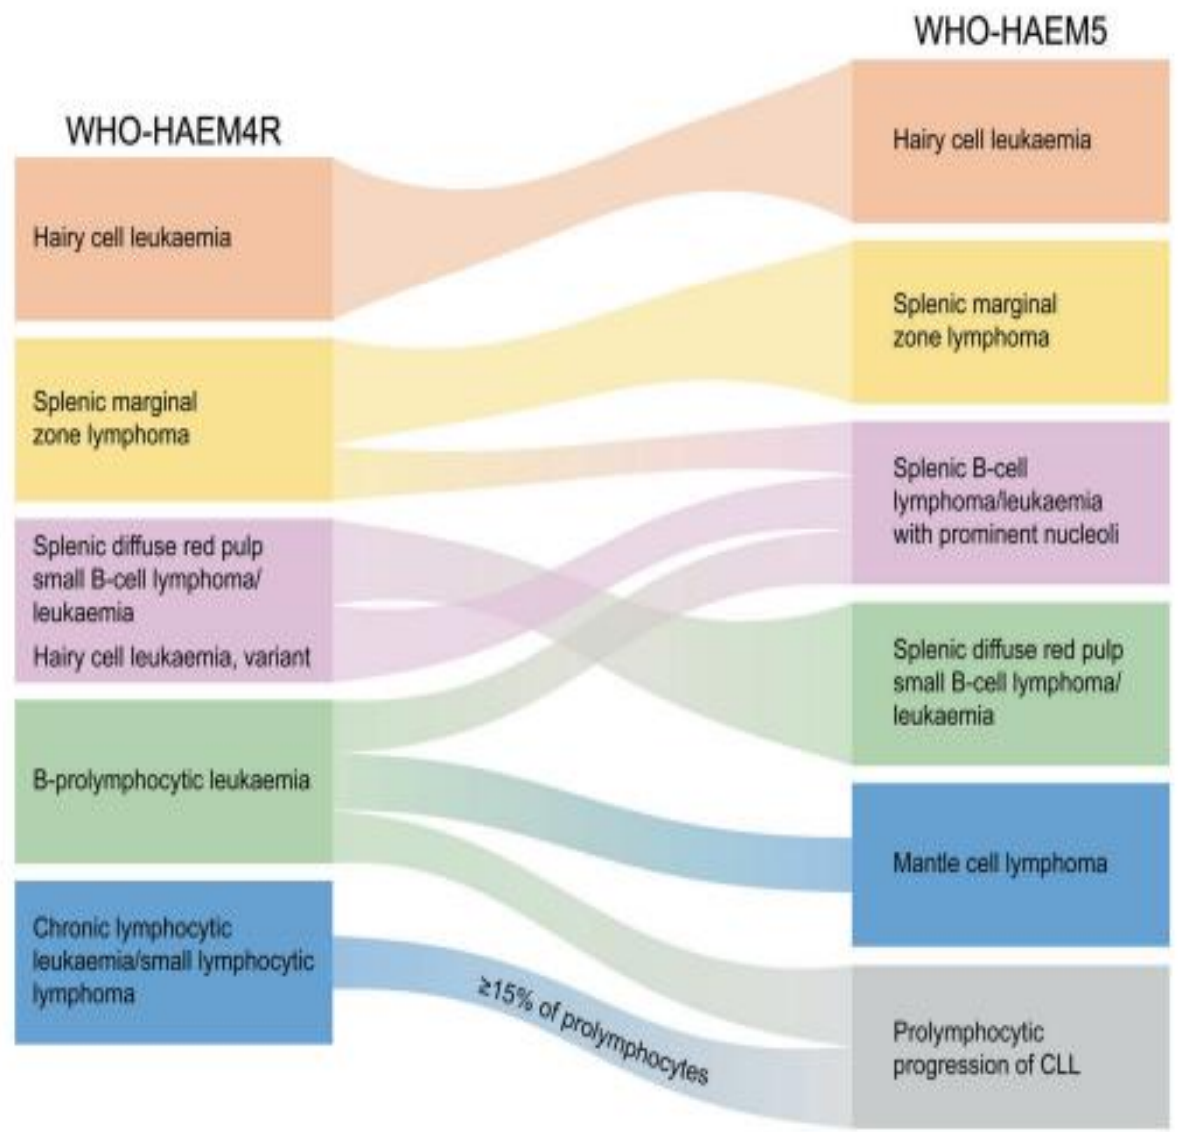 WHO-HAEM4R
Hairy cell leukaemia
Splenic marginal
zone lymphoma
Splenic diffuse red pulp
small B-cell lymphoma/
leukaemia
Hairy cell leukaemia, variant
B-prolymphocytic leukaemia
Chronic lymphocytic
leukaemia/small lymphocytic
lymphoma
≥15% of prolymphocytes
WHO-HAEM5
Hairy cell leukaemia
Splenic marginal
zone lymphoma
Splenic B-cell
lymphoma/leukaemia
with prominent nucleoli
Splenic diffuse red pulp
small B-cell lymphoma/
leukaemia
Mantle cell lymphoma
Prolymphocytic
progression of CLL